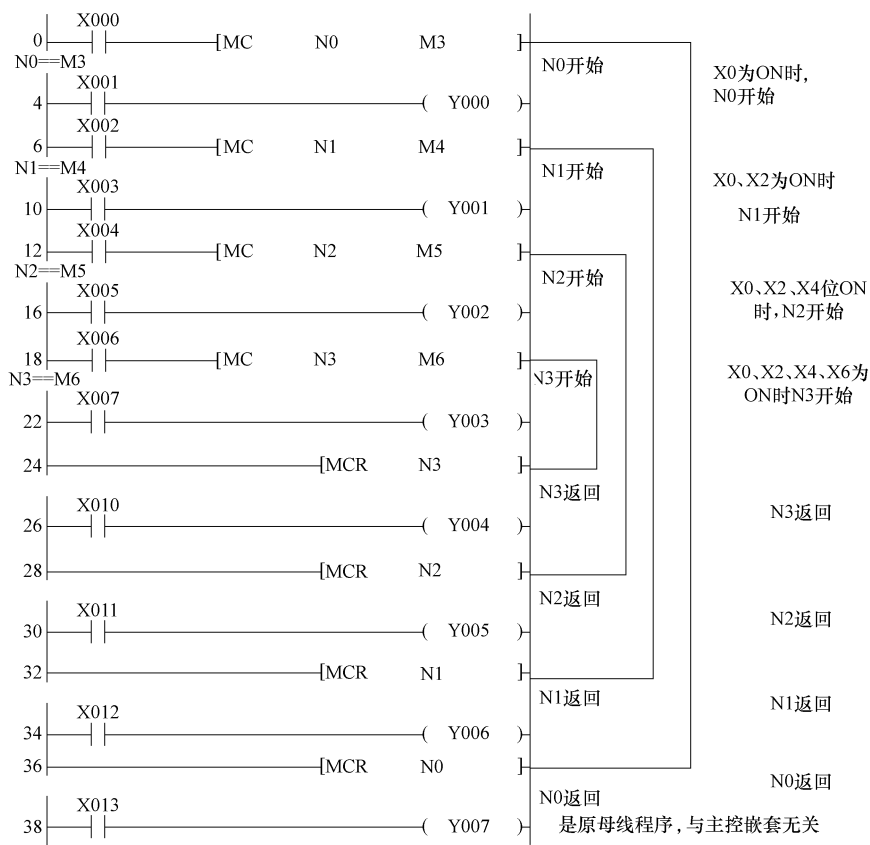 X000
0 [MC N0 M3 ]
N0==M3
N0开始
X0为ON时,
N0开始
X001
4 ( Y000 )
X002
6 [MC N1 M4 ]
N1==M4
N1开始
X0、X2为ON时
N1开始
X003
10 ( Y001 )
X004
12 [MC N2 M5 ]
N2==M5
N2开始
X0、X2、X4位ON
时,N2开始
X005
16 ( Y002 )
X006
18 [MC N3 M6 ]
N3==M6
N3开始
X0、X2、X4、X6为
ON时N3开始
X007
22 ( Y003 )
24 [MCR N3 ]
N3返回
N3返回
X010
26 ( Y004 )
28 [MCR N2 ]
N2返回
N2返回
X011
30 ( Y005 )
32 [MCR N1 ]
N1返回
N1返回
X012
34 ( Y006 )
36 [MCR N0 ]
N0返回
N0返回
X013
38 ( Y007 )
是原母线程序,与主控嵌套无关